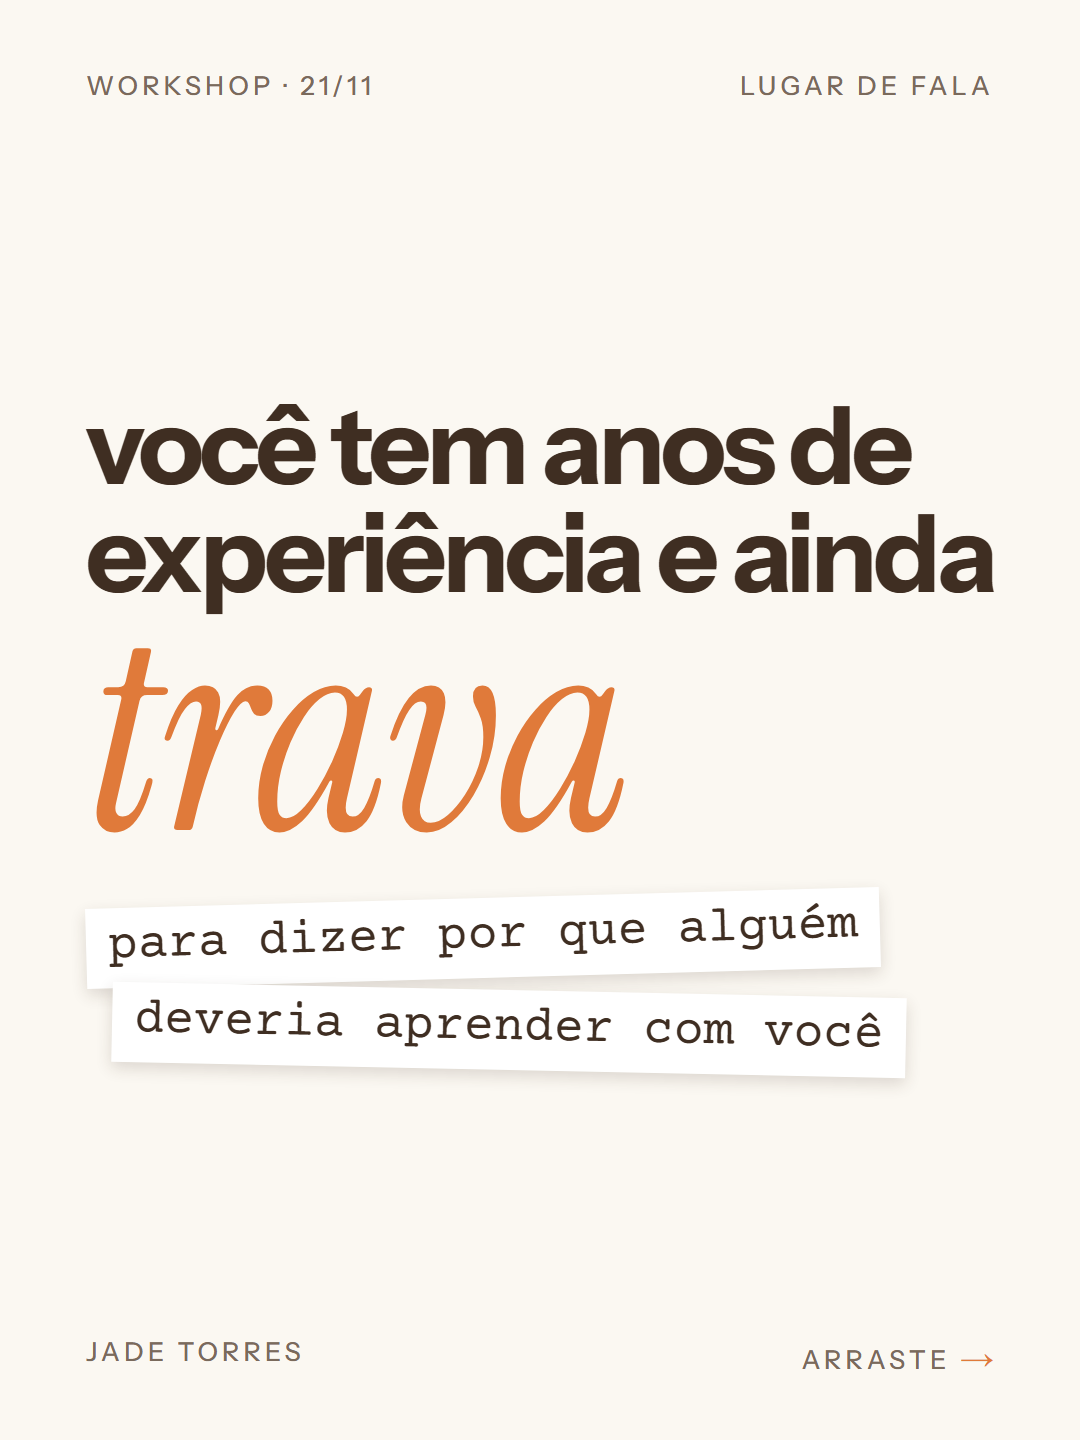 WORKSHOP · 21/11
LUGAR DE FALA
você tem anos de
experiência e ainda
trava
para dizer por que alguém
deveria aprender com você
JADE TORRES
ARRASTE →